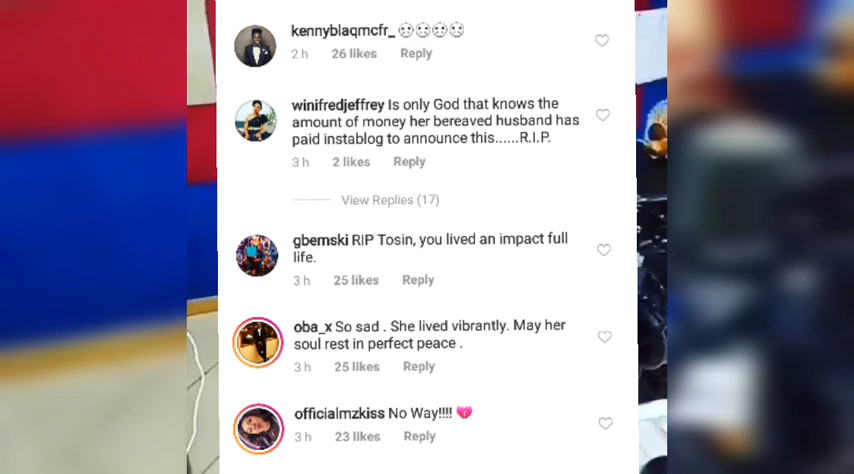 kennyblaqmcfr_ 😢😢😢😢
2 h 26 likes Reply
winifredjeffrey Is only God that knows the
amount of money her bereaved husband has
paid instablog to announce this......R.I.P.
3 h 2 likes Reply
View Replies (17)
gbemski RIP Tosin, you lived an impact full
life.
3 h 25 likes Reply
oba_x So sad . She lived vibrantly. May her
soul rest in perfect peace .
3 h 25 likes Reply
officialmzkiss No Way!!!! 💔
3 h 23 likes Reply